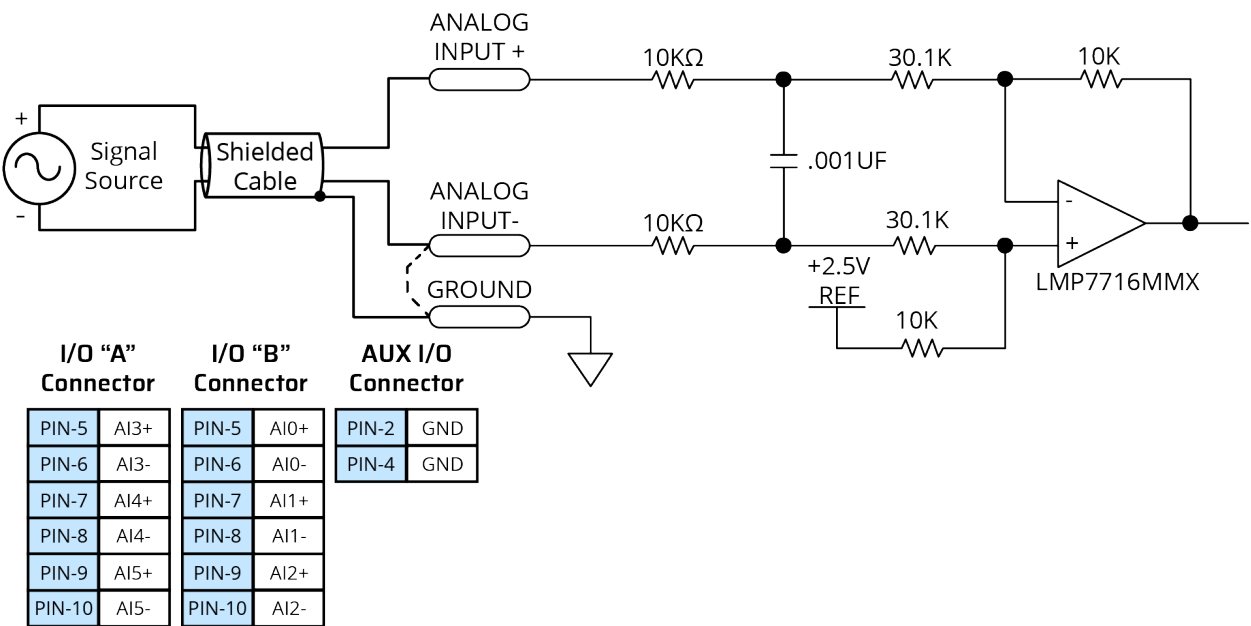 ANALOG
INPUT +
10KΩ
30.1K
10K
+
Signal
Source
-
Shielded
Cable
.001UF
ANALOG
INPUT-
10KΩ
30.1K
-
+
LMP7716MMX
+2.5V
REF
10K
GROUND
I/O “A”
Connector
PIN-5 AI3+
PIN-6 AI3-
PIN-7 AI4+
PIN-8 AI4-
PIN-9 AI5+
PIN-10 AI5-
I/O “B”
Connector
PIN-5 AI0+
PIN-6 AI0-
PIN-7 AI1+
PIN-8 AI1-
PIN-9 AI2+
PIN-10 AI2-
AUX I/O
Connector
PIN-2 GND
PIN-4 GND